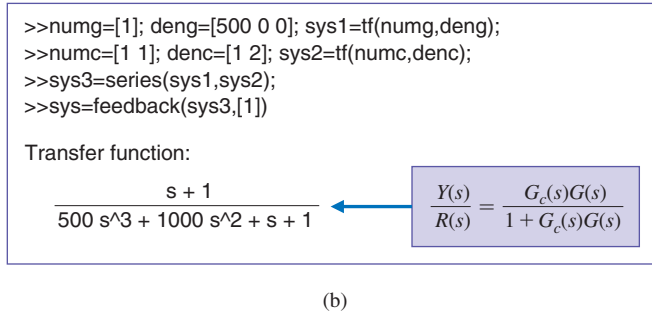 >>numg=[1]; deng=[500 0 0]; sys1=tf(numg,deng);
>>numc=[1 1]; denc=[1 2]; sys2=tf(numc,denc);
>>sys3=series(sys1,sys2);
>>sys=feedback(sys3,[1])
Transfer function:
s + 1
500 s^3 + 1000 s^2 + s + 1
Y(s)/R(s) = G_c(s)G(s)/1 + G_c(s)G(s)
(b)